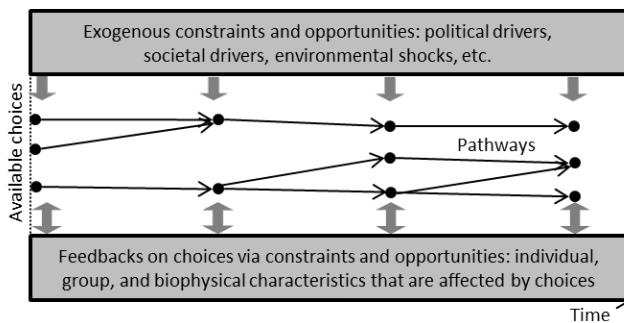 Exogenous constraints and opportunities: political drivers,
societal drivers, environmental shocks, etc.
Available choices
Pathways
Feedbacks on choices via constraints and opportunities: individual,
group, and biophysical characteristics that are affected by choices
Time